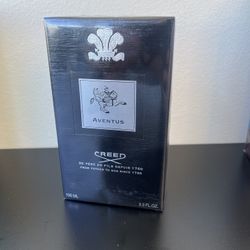 AVENTUS
CREED
DE PERE EN FILS DEPUIS 1760
FROM FATHER TO SON SINCE 1760
100 ML
3.3 FL.OZ.